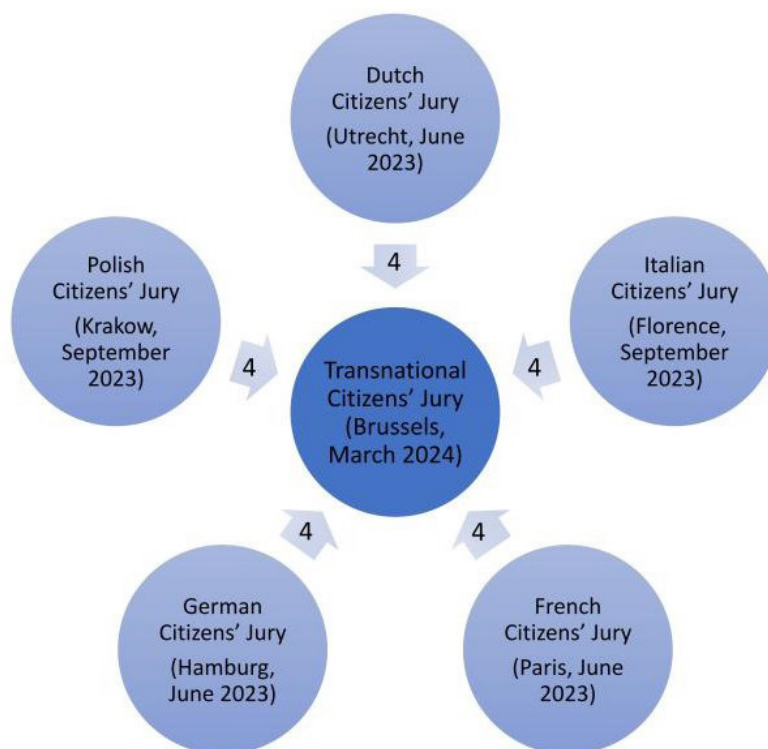 Dutch
Citizens’ Jury
(Utrecht, June
2023)
4
Polish
Citizens’ Jury
(Krakow,
September
2023)
4
Italian
Citizens’ Jury
(Florence,
September
2023)
4
Transnational
Citizens’ Jury
(Brussels,
March 2024)
4
4
German
Citizens’ Jury
(Hamburg,
June 2023)
French
Citizens’ Jury
(Paris, June
2023)